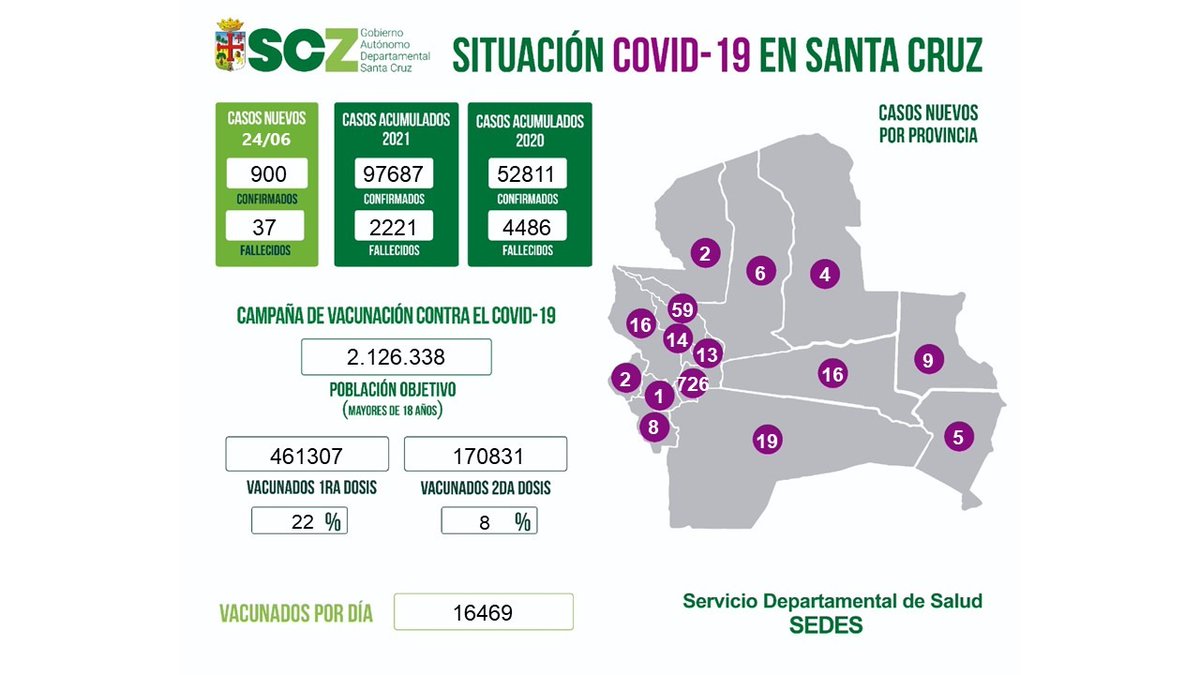 SCZ
Gobierno
Autónomo
Departamental
Santa Cruz
SITUACIÓN COVID-19 EN SANTA CRUZ
CASOS NUEVOS
24/06
900
CONFIRMADOS
37
FALLECIDOS
CASOS ACUMULADOS
2021
97687
CONFIRMADOS
2221
FALLECIDOS
CASOS ACUMULADOS
2020
52811
CONFIRMADOS
4486
FALLECIDOS
CAMPAÑA DE VACUNACIÓN CONTRA EL COVID-19
2.126.338
POBLACIÓN OBJETIVO
(MAYORES DE 18 AÑOS)
461307
VACUNADOS 1RA DOSIS
22 %
170831
VACUNADOS 2DA DOSIS
8 %
VACUNADOS POR DÍA
16469
CASOS NUEVOS
POR PROVINCIA
2
6
4
59
16
14
13
9
16
2
726
1
8
19
5
Servicio Departamental de Salud
SEDES